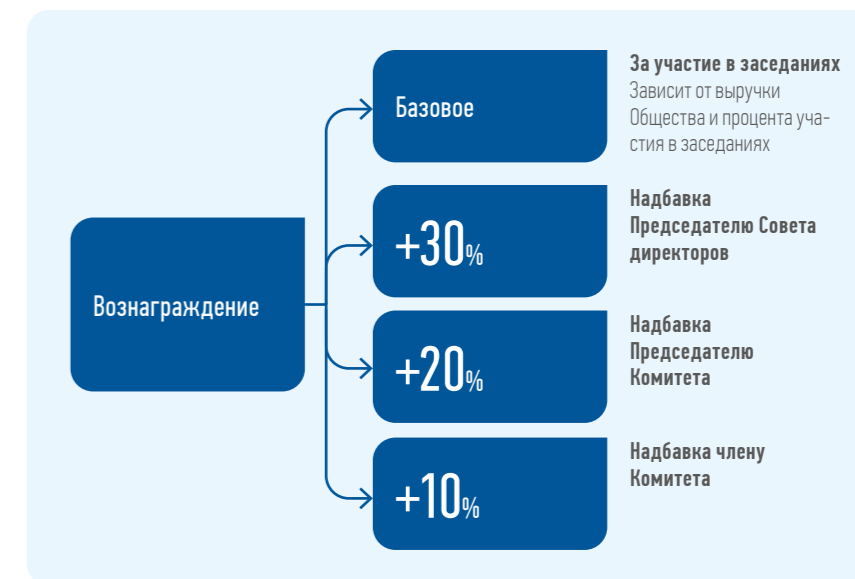 Вознаграждение
Базовое
За участие в заседаниях
Зависит от выручки
Общества и процента уча-
стия в заседаниях
+30%
Надбавка
Председателю Совета
директоров
+20%
Надбавка
Председателю
Комитета
+10%
Надбавка члену
Комитета